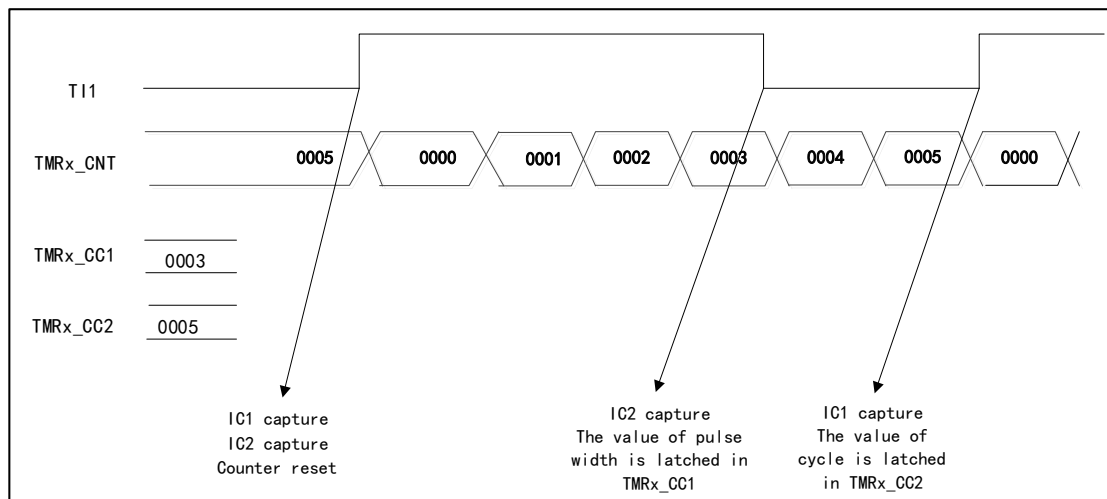 TI1
TMRx_CNT
0005 0000 0001 0002 0003 0004 0005 0000
TMRx_CC1
0003
TMRx_CC2
0005
IC1 capture
IC2 capture
Counter reset
IC2 capture
The value of pulse
width is latched in
TMRx_CC1
IC1 capture
The value of
cycle is latched
in TMRx_CC2